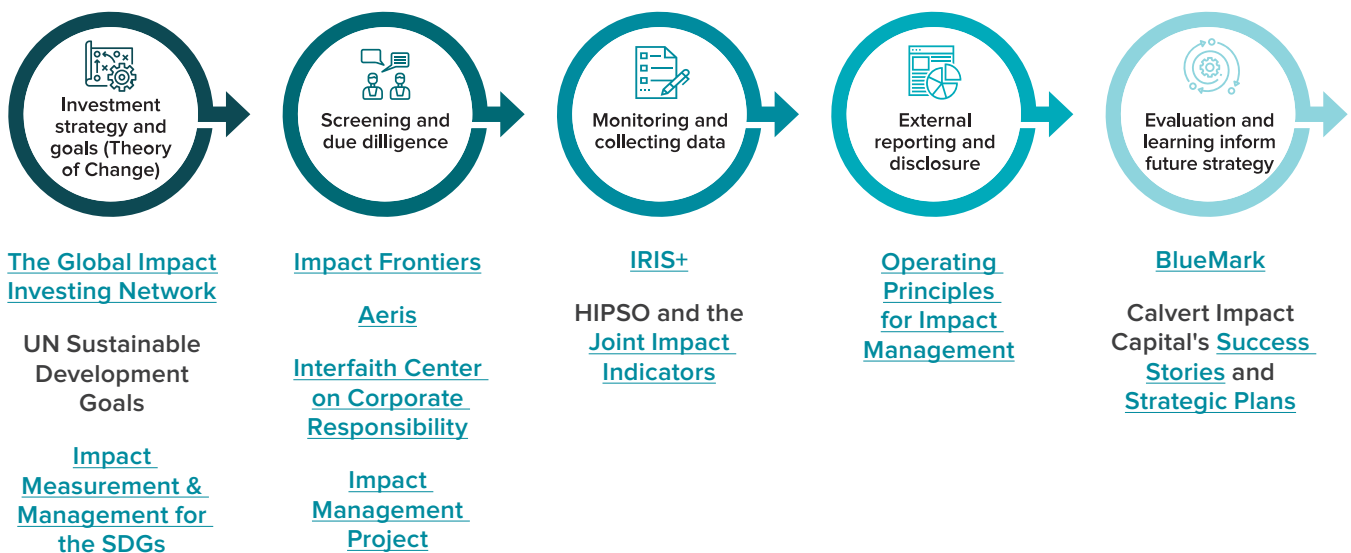 Investment
strategy and
goals (Theory
of Change)
Screening and
due dilligence
Monitoring and
collecting data
External
reporting and
disclosure
Evaluation and
learning inform
future strategy
The Global Impact
Investing Network
UN Sustainable
Development
Goals
Impact
Measurement &
Management for
the SDGs
Impact Frontiers
Aeris
Interfaith Center
on Corporate
Responsibility
Impact
Management
Project
IRIS+
HIPSO and the
Joint Impact
Indicators
Operating
Principles
for Impact
Management
BlueMark
Calvert Impact
Capital's Success
Stories and
Strategic Plans